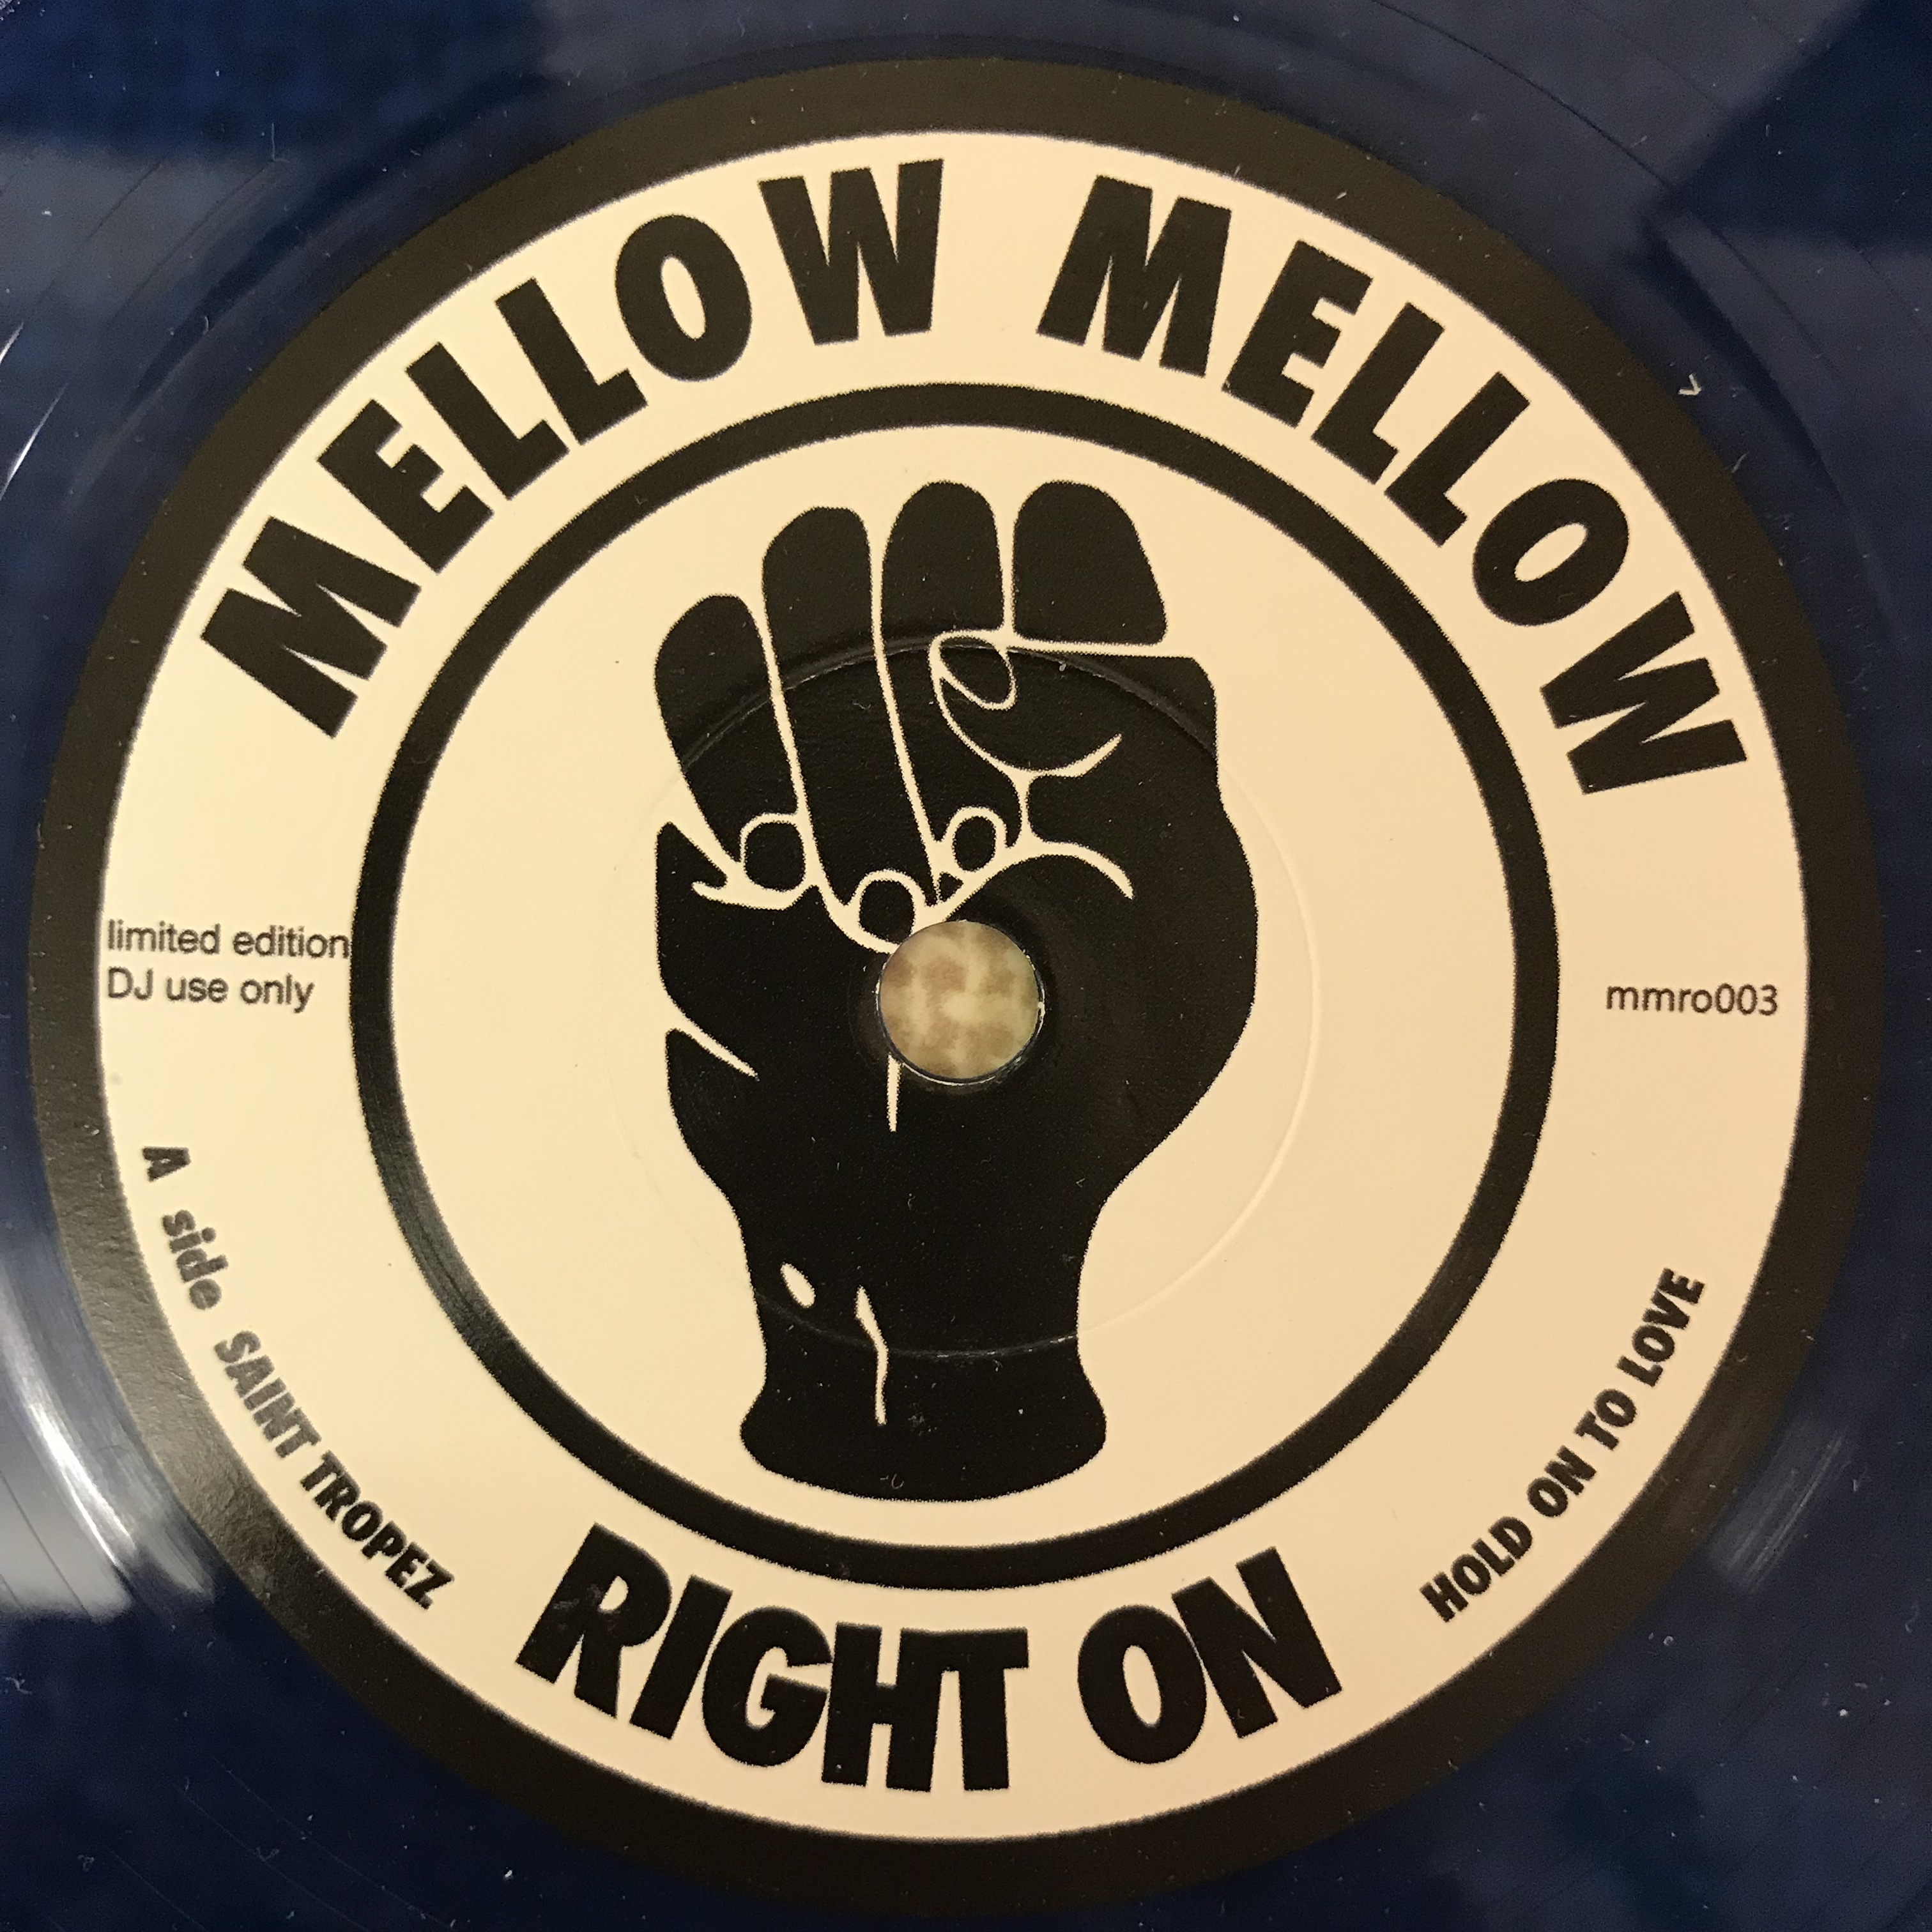 MELLOW MELLOW
limited edition
DJ use only
mmro003
A side SAINT TROPEZ
HOLD ON TO LOVE
RIGHT ON